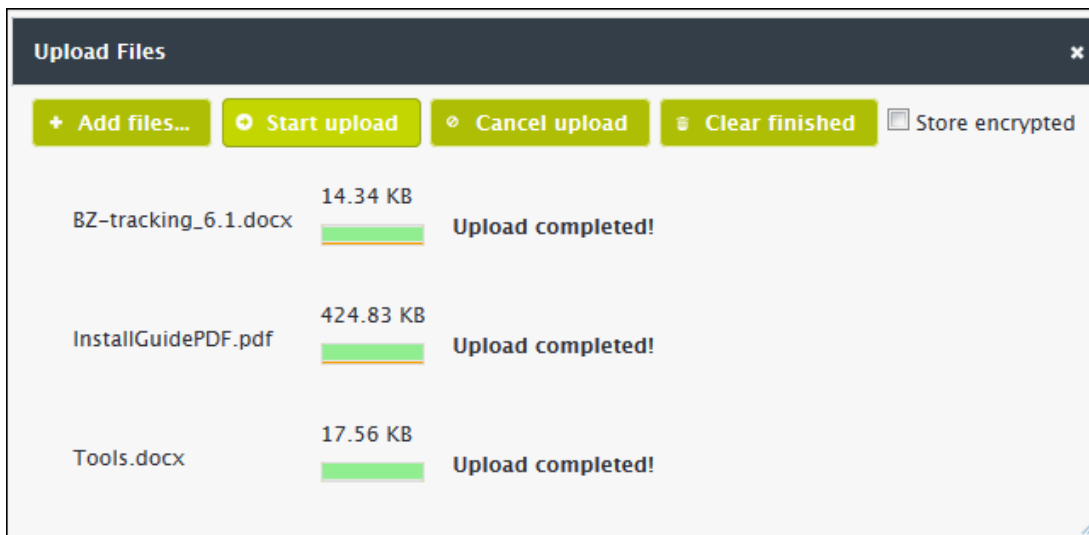 Upload Files
Add files... Start upload Cancel upload Clear finished Store encrypted
14.34 KB
BZ-tracking_6.1.docx Upload completed!
424.83 KB
InstallGuidePDF.pdf Upload completed!
17.56 KB
Tools.docx Upload completed!